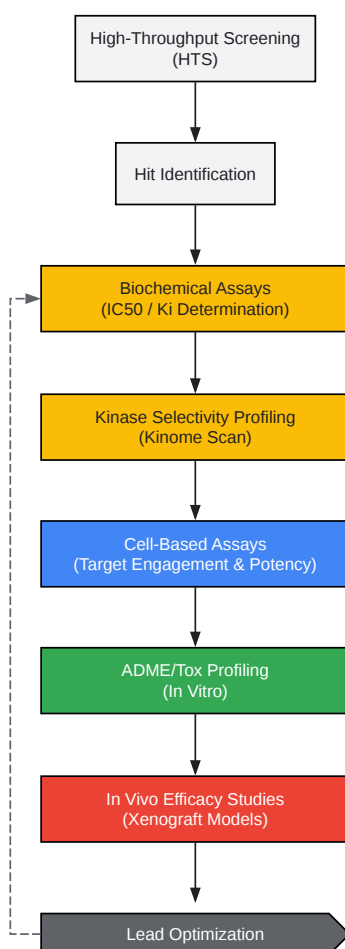 High-Throughput Screening
(HTS)
Hit Identification
Biochemical Assays
(IC50 / Ki Determination)
Kinase Selectivity Profiling
(Kinome Scan)
Cell-Based Assays
(Target Engagement & Potency)
ADME/Tox Profiling
(In Vitro)
In Vivo Efficacy Studies
(Xenograft Models)
Lead Optimization